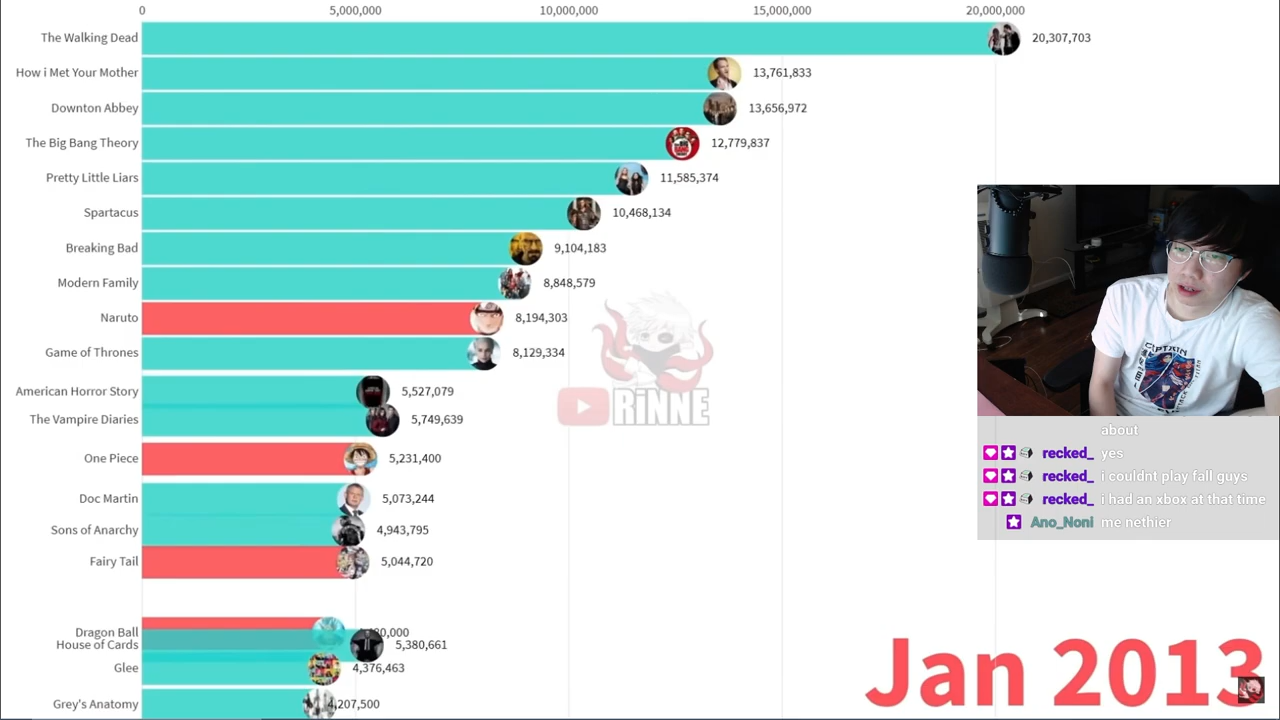 0 5,000,000 10,000,000 15,000,000 20,000,000
The Walking Dead 20,307,703
How i Met Your Mother 13,761,833
Downton Abbey 13,656,972
The Big Bang Theory 12,779,837
Pretty Little Liars 11,585,374
Spartacus 10,468,134
Breaking Bad 9,104,183
Modern Family 8,848,579
Naruto 8,194,303
Game of Thrones 8,129,334
American Horror Story 5,527,079
The Vampire Diaries 5,749,639
One Piece 5,231,400
Doc Martin 5,073,244
Sons of Anarchy 4,943,795
Fairy Tail 5,044,720
Dragon Ball
House of Cards 5,380,661
Glee 4,376,463
Grey's Anatomy 4,207,500
RiNNE
about
recked_ yes
recked_ i couldnt play fall guys
recked_ i had an xbox at that time
Ano_Noni me nethier
Jan 2013